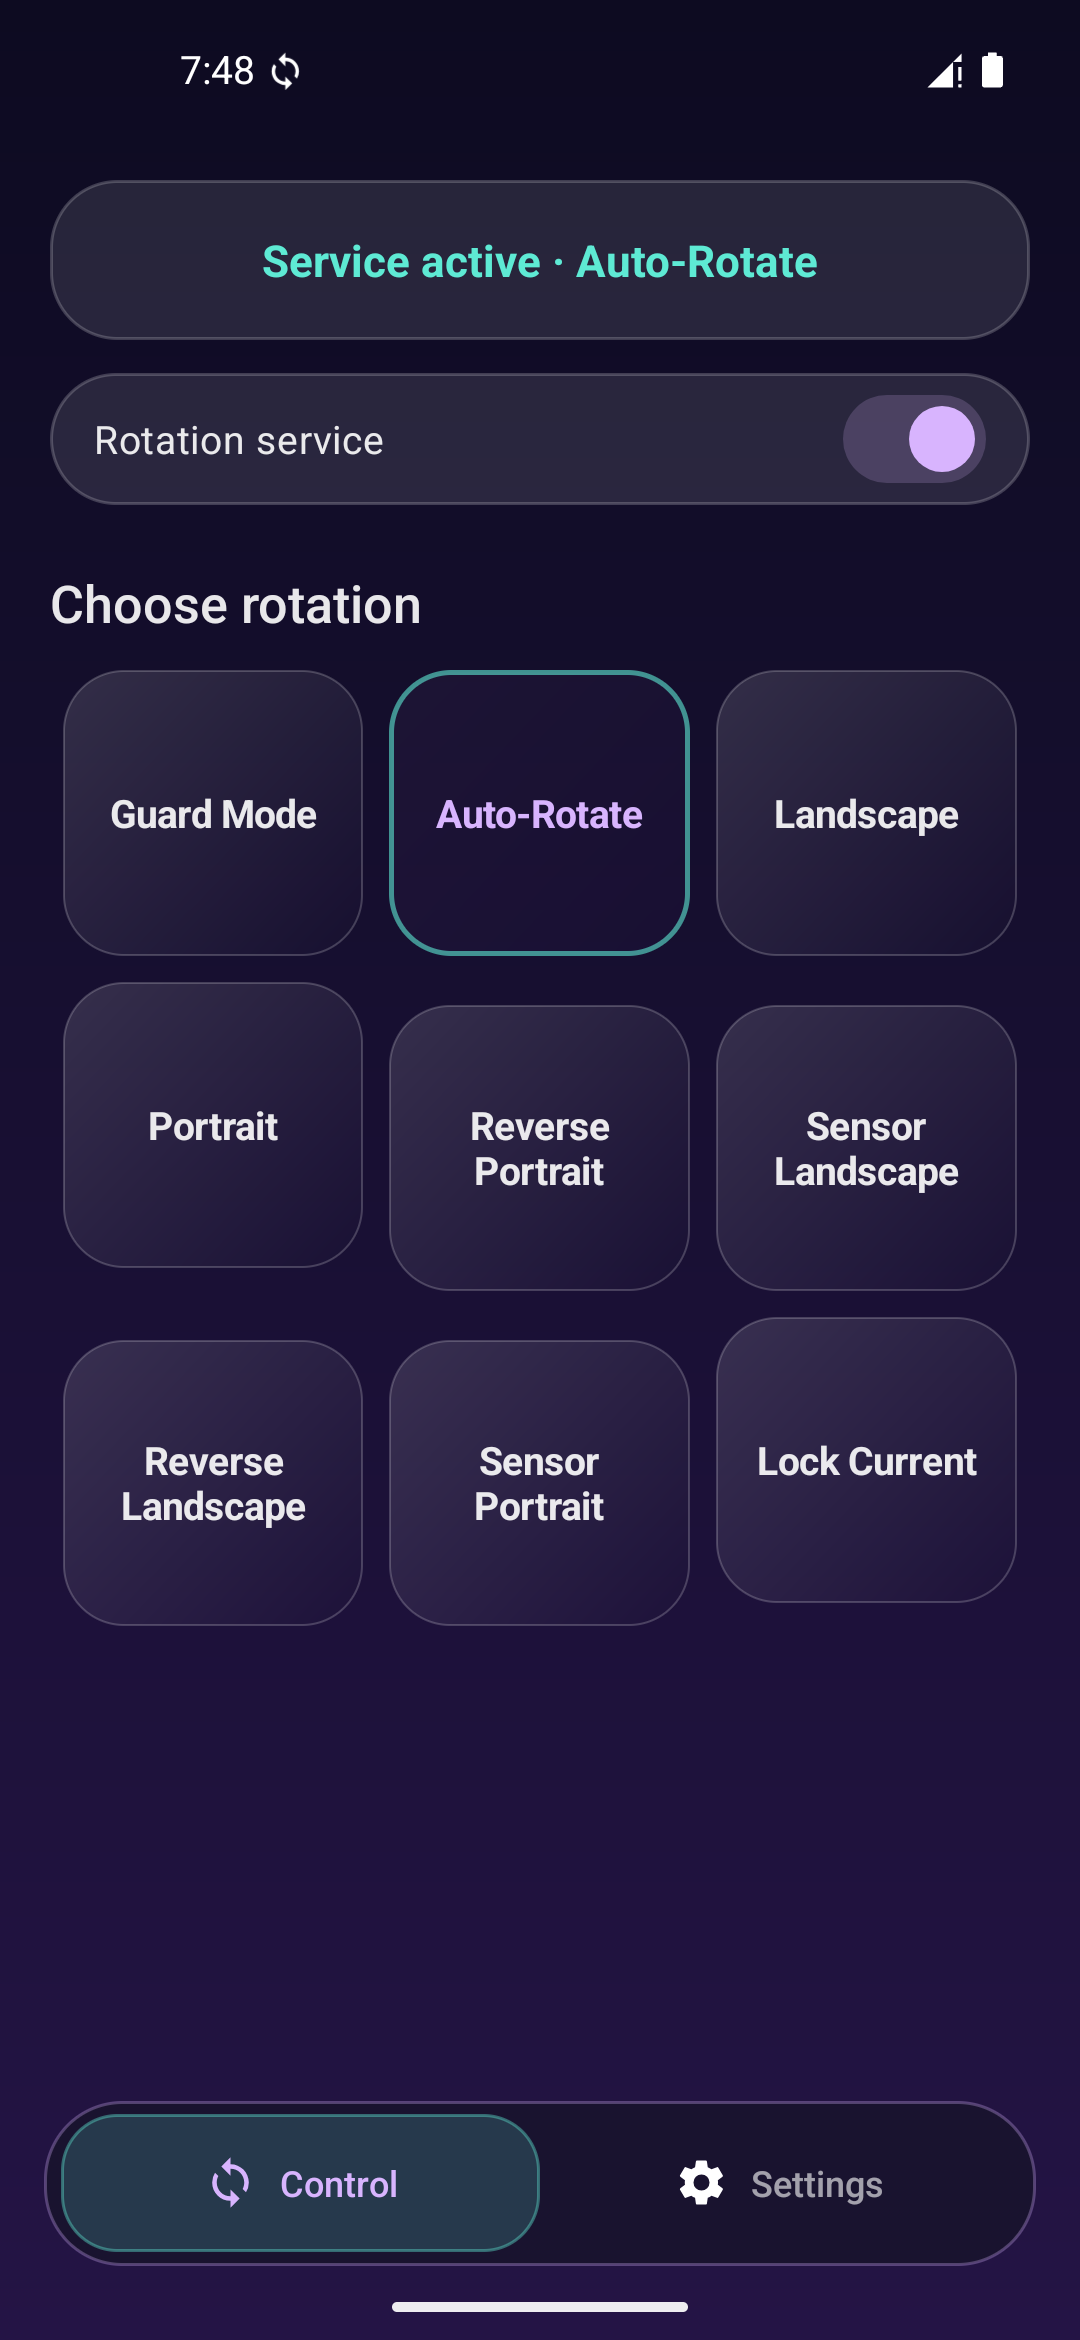 7:48
Service active · Auto-Rotate
Rotation service
Choose rotation
Guard Mode
Auto-Rotate
Landscape
Portrait
Reverse
Portrait
Sensor
Landscape
Reverse
Landscape
Sensor
Portrait
Lock Current
Control
Settings